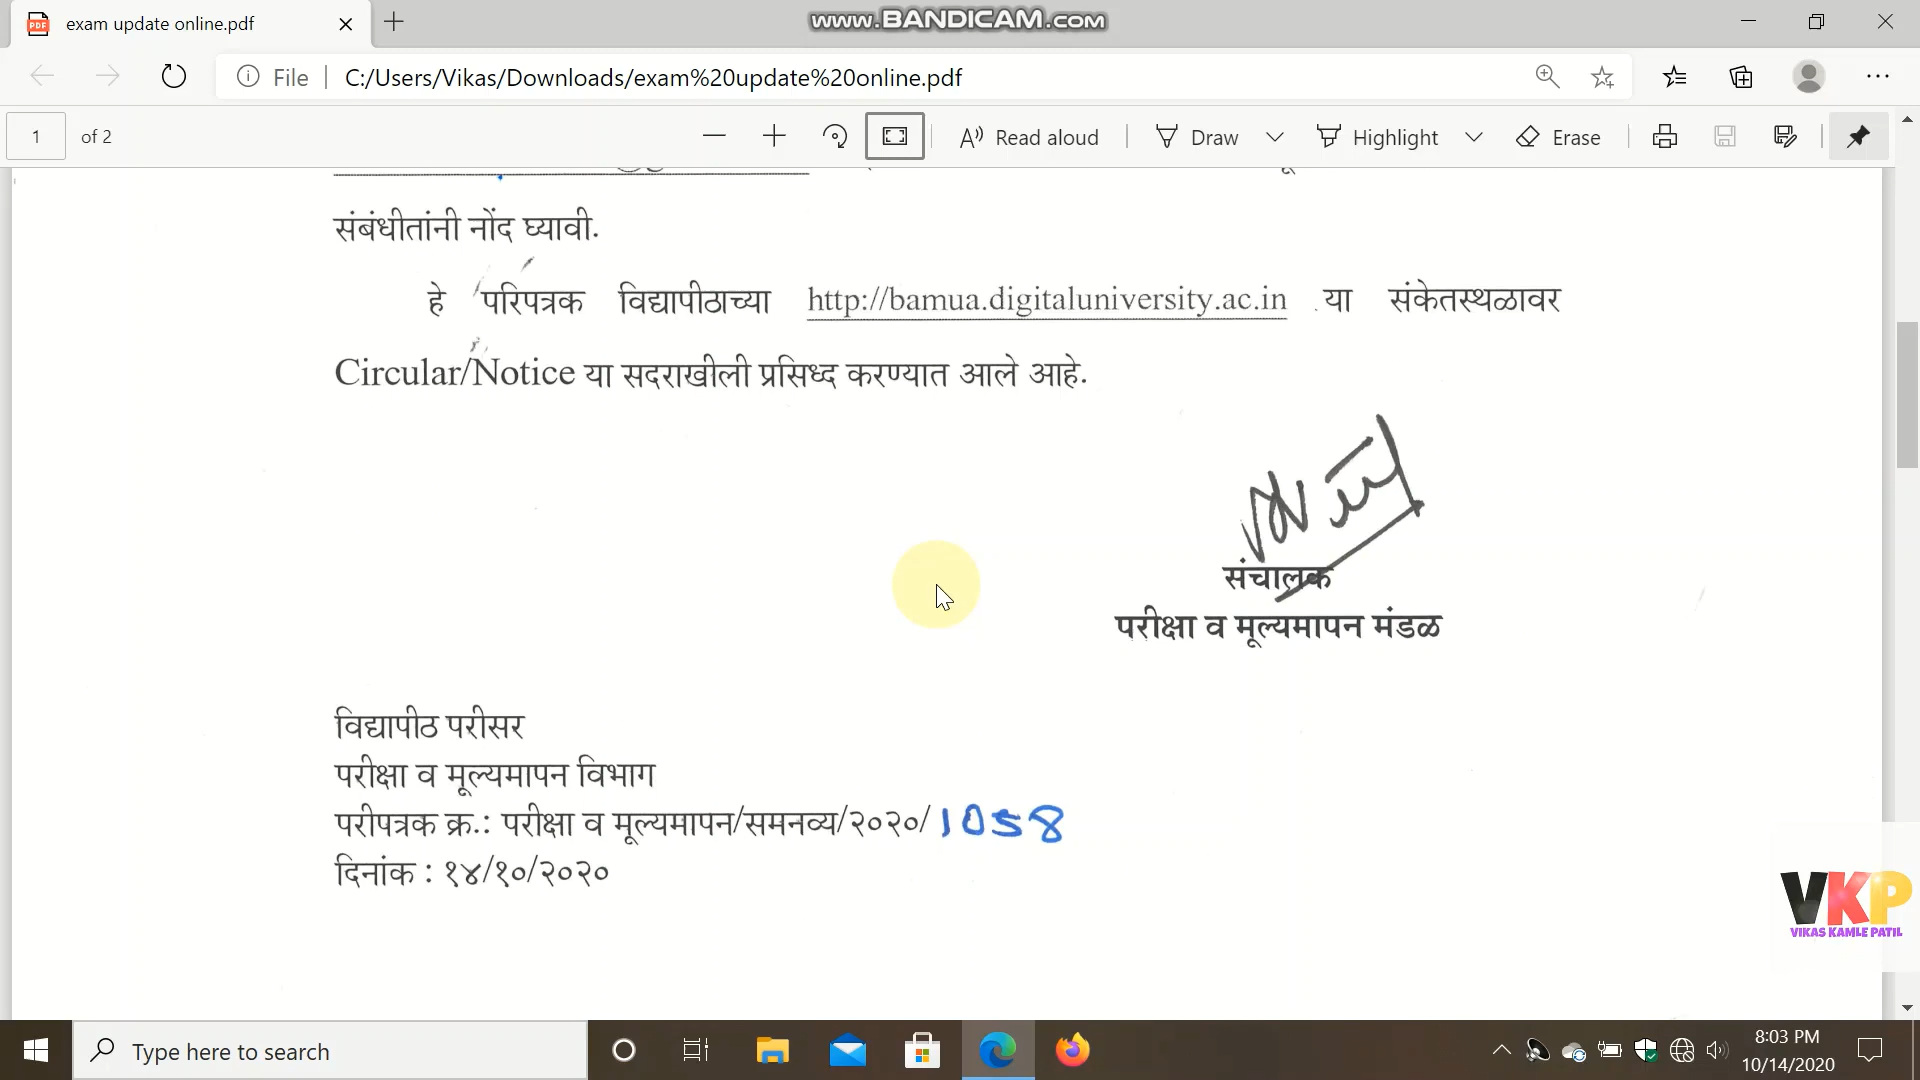 exam update online.pdf
www.BANDICAM.com
File
C:/Users/Vikas/Downloads/exam%20update%20online.pdf
1 of 2
Read aloud
Draw
Highlight
Erase
संबंधीतांनी नोंद घ्यावी.
हे परिपत्रक विद्यापीठाच्या http://bamua.digitaluniversity.ac.in या संकेतस्थळावर
Circular/Notice या सदराखीली प्रसिध्द करण्यात आले आहे.
संचालक
परीक्षा व मूल्यमापन मंडळ
विद्यापीठ परीसर
परीक्षा व मूल्यमापन विभाग
परीपत्रक क्र.: परीक्षा व मूल्यमापन/समनव्य/२०२०/1058
दिनांक : १४/१०/२०२०
VKP
VIKAS KAMLE PATIL
Type here to search
8:03 PM
10/14/2020